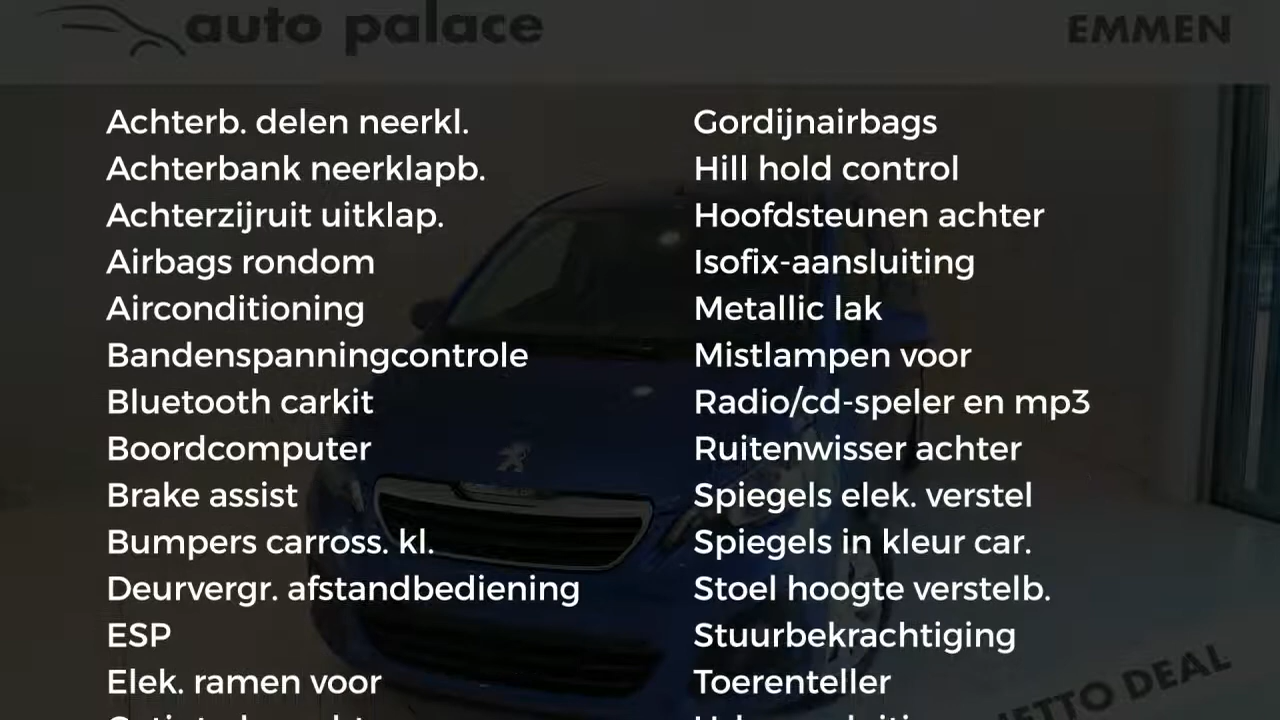 auto palace
EMMEN
Achterb. delen neerkl.
Achterbank neerklapb.
Achterzijruit uitklap.
Airbags rondom
Airconditioning
Bandenspanningcontrole
Bluetooth carkit
Boordcomputer
Brake assist
Bumpers carross. kl.
Deurvergr. afstandbediening
ESP
Elek. ramen voor
Gordijnairbags
Hill hold control
Hoofdsteunen achter
Isofix-aansluiting
Metallic lak
Mistlampen voor
Radio/cd-speler en mp3
Ruitenwisser achter
Spiegels elek. verstel
Spiegels in kleur car.
Stoel hoogte verstelb.
Stuurbekrachtiging
Toerenteller
DEAL